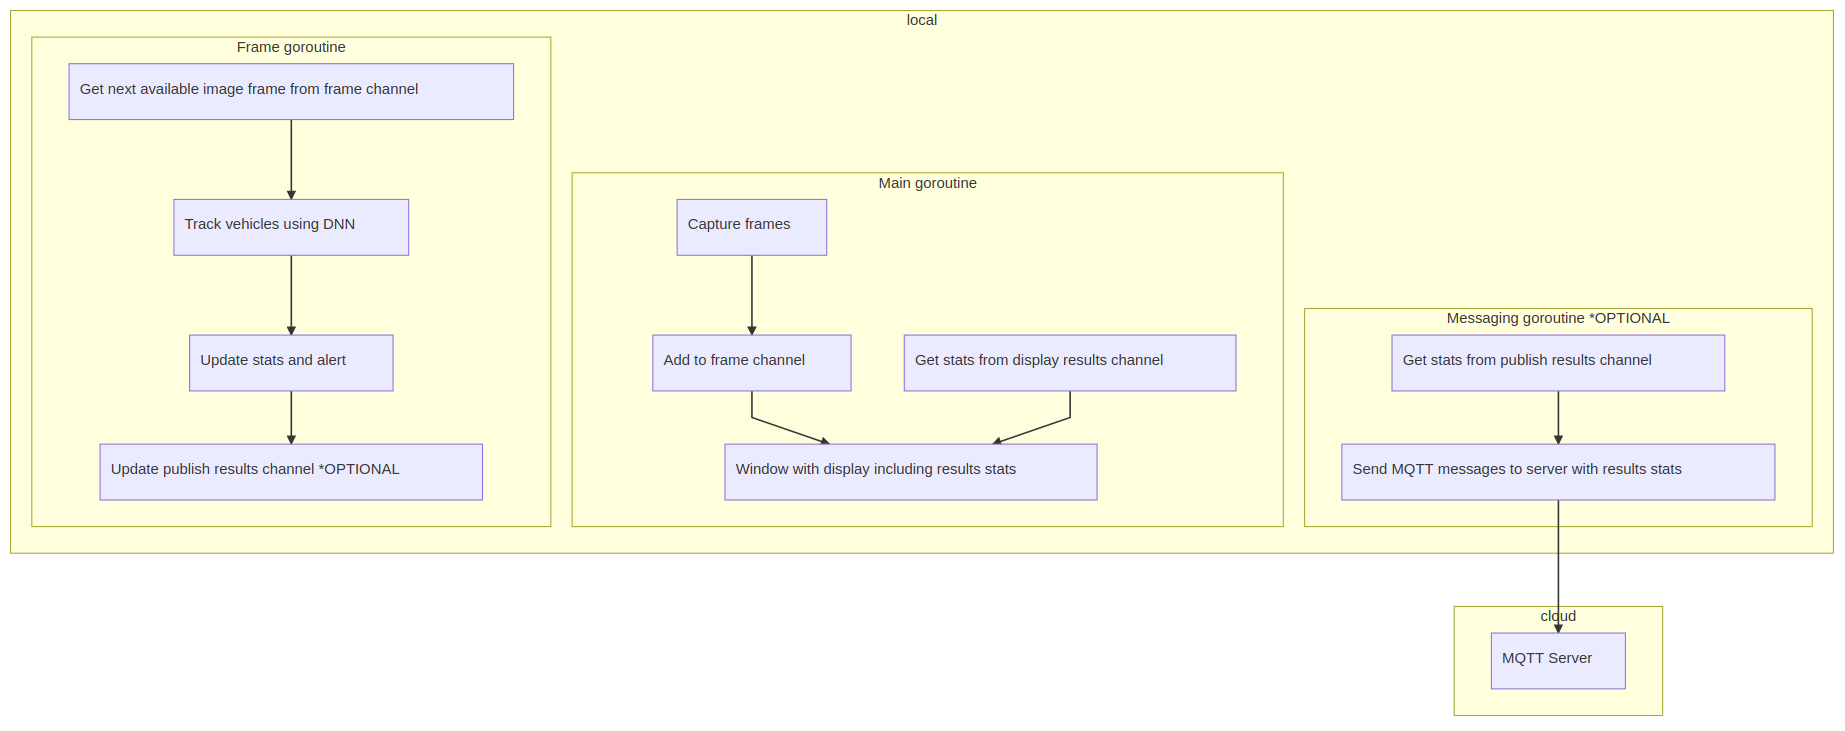 local
Frame goroutine
Get next available image frame from frame channel
Track vehicles using DNN
Update stats and alert
Update publish results channel *OPTIONAL
Main goroutine
Capture frames
Add to frame channel
Get stats from display results channel
Window with display including results stats
Messaging goroutine *OPTIONAL
Get stats from publish results channel
Send MQTT messages to server with results stats
cloud
MQTT Server